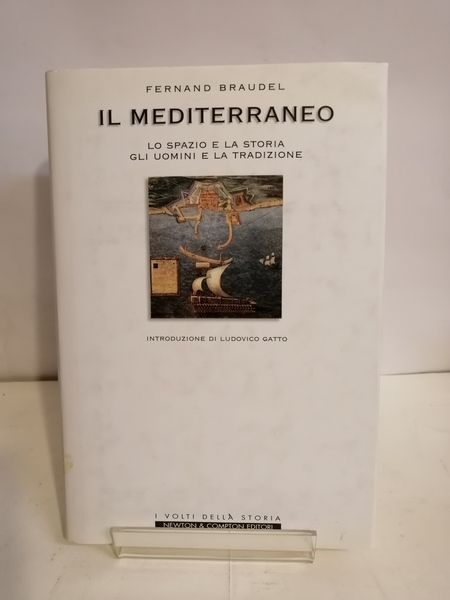 FERNAND BRAUDEL
IL MEDITERRANEO
LO SPAZIO E LA STORIA
GLI UOMINI E LA TRADIZIONE
INTRODUZIONE DI LUDOVICO GATTO
I VOLTI DELLA STORIA
NEWTON & COMPTON EDITORI